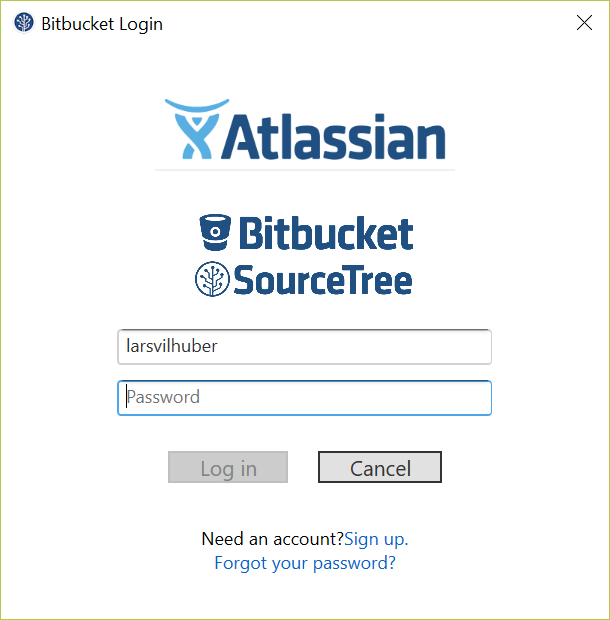 Bitbucket Login
Atlassian
Bitbucket
SourceTree
larsvilhuber
Password
Log in
Cancel
Need an account?Sign up.
Forgot your password?